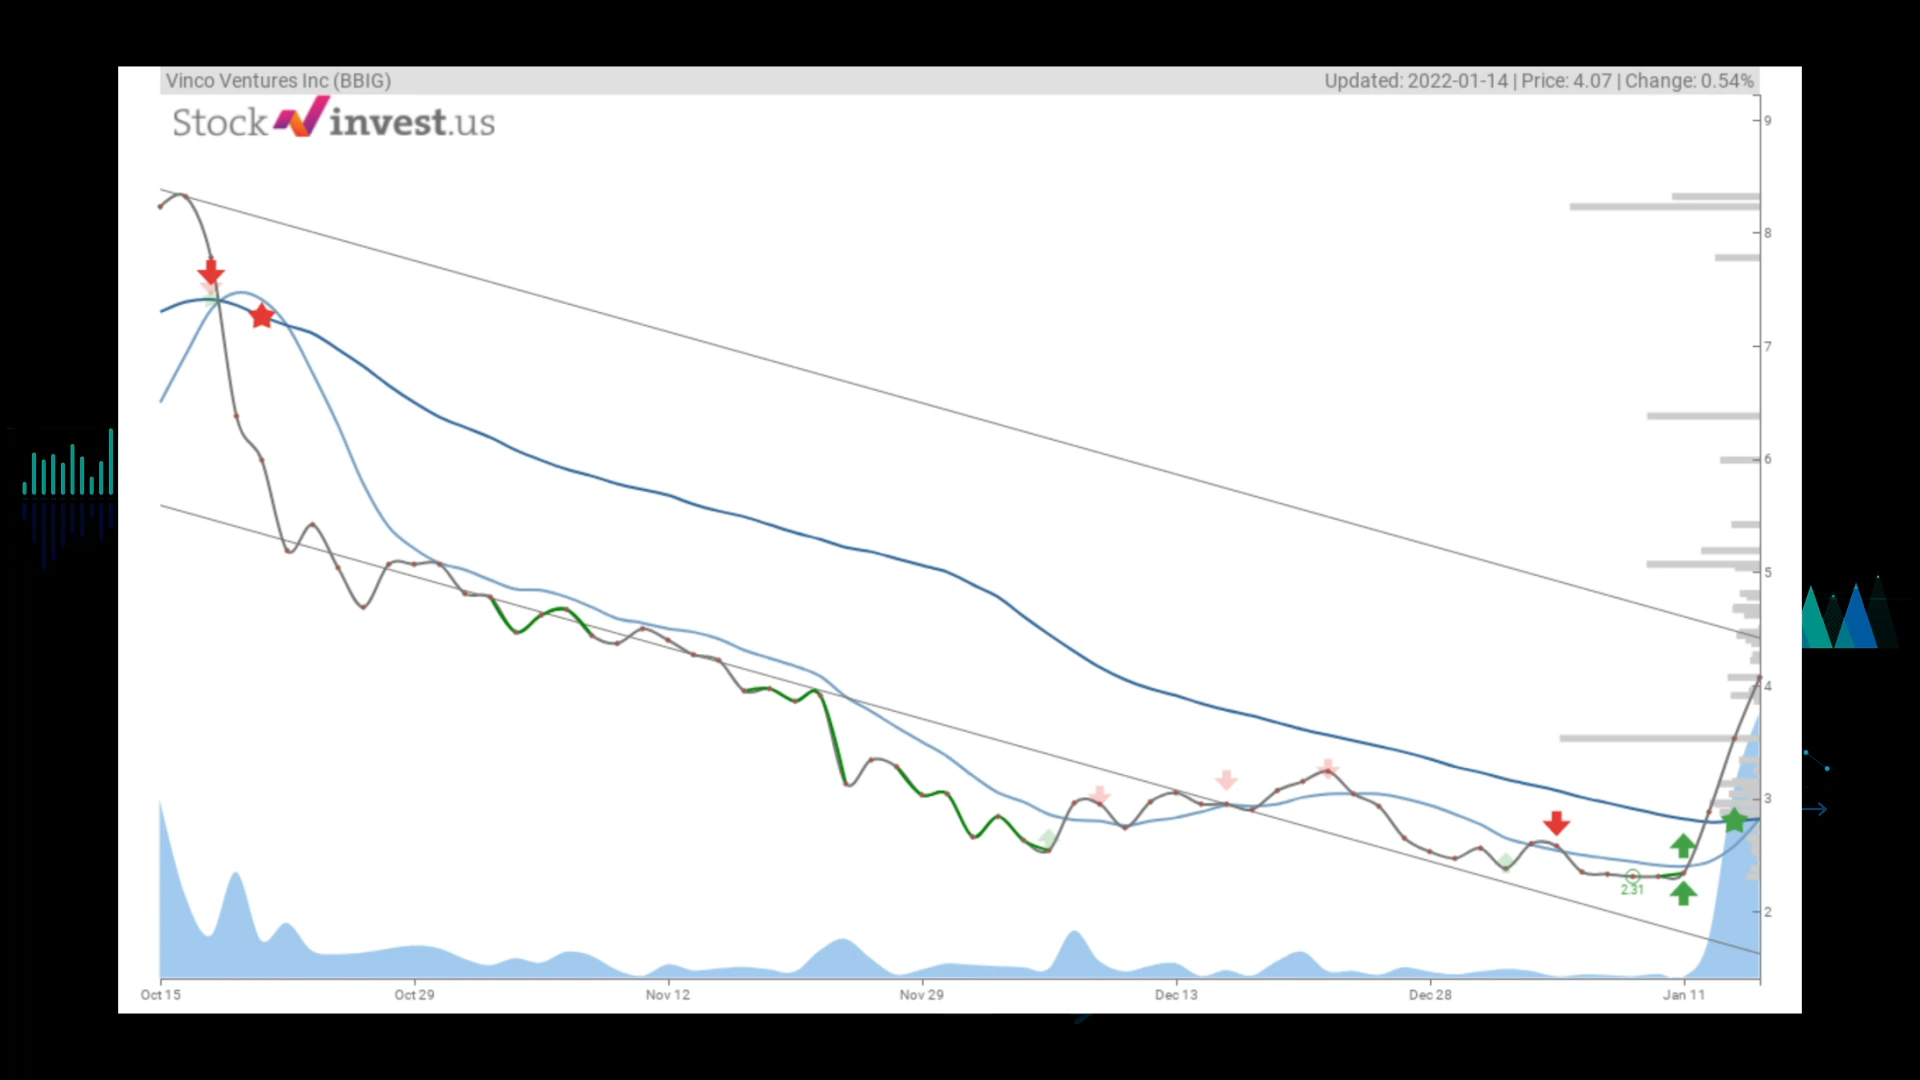 Vinco Ventures Inc (BBIG)
Updated: 2022-01-14 | Price: 4.07 | Change: 0.54%
Stock invest.us
9
8
7
6
5
4
3
2
2.31
Oct 15
Oct 29
Nov 12
Nov 29
Dec 13
Dec 28
Jan 11